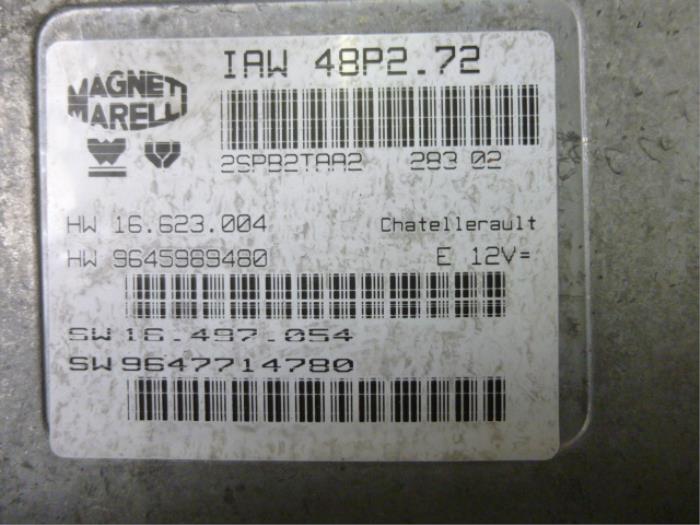 IAW 48P2.72
MAGNETI
MARELLI
2SPB2TAA2 283 02
HW 16.623.004 Chatellerault
HW 9645989480 E 12V=
SW 16.497.054
SW 9647714780